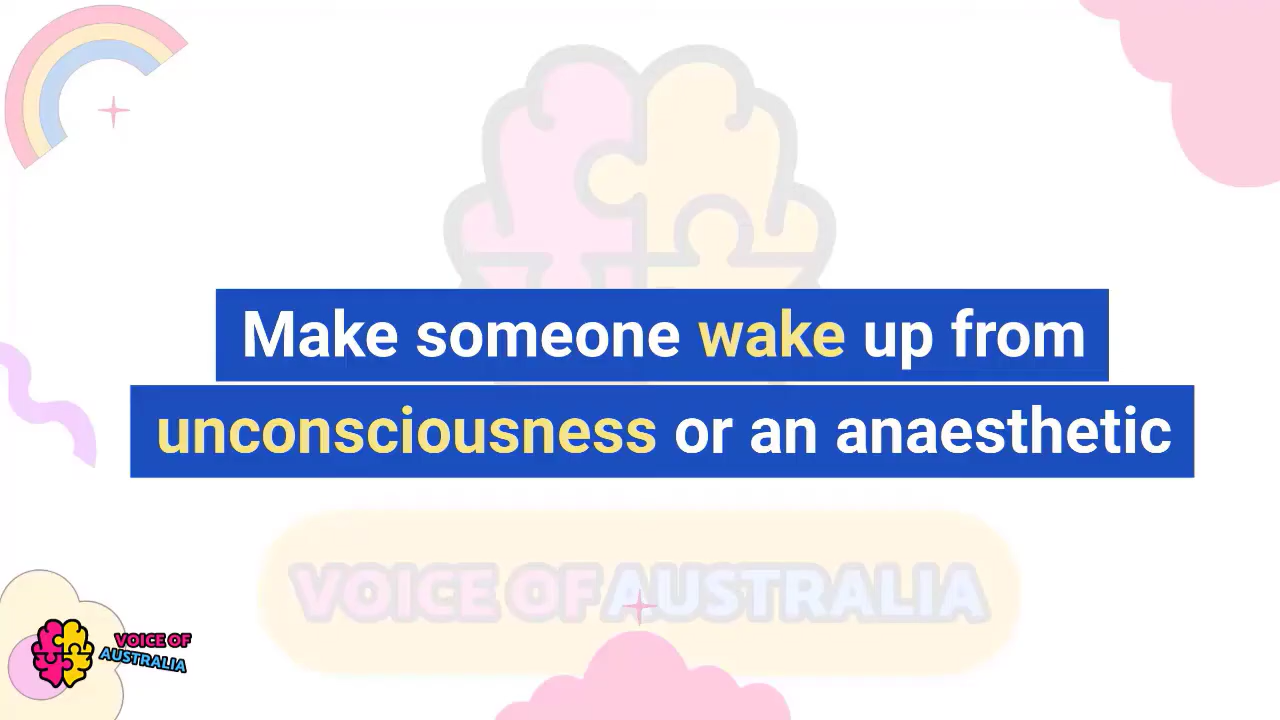 Make someone wake up from
unconsciousness or an anaesthetic
VOICE OF AUSTRALIA
VOICE OF
AUSTRALIA